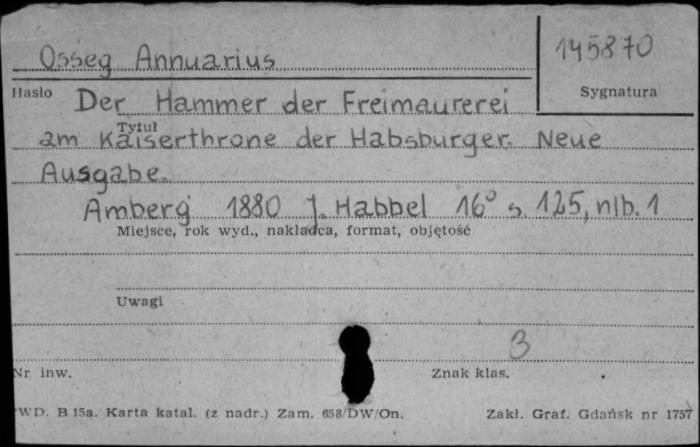 Osseg Annuarius
145870
Hasło
Sygnatura
Der Hammer der Freimaurerei
Tytuł
am Kaiserthrone der Habsburger. Neue
Ausgabe.
Amberg 1880 J. Habbel 16° s. 125, nlb. 1
Miejsce, rok wyd., nakładca, format, objętość
Uwagi
3
Nr inw.
Znak klas.
WD. B 15a. Karta katal. (z nadr.) Zam. 658/DW/On. Zakł. Graf. Gdańsk nr 1757